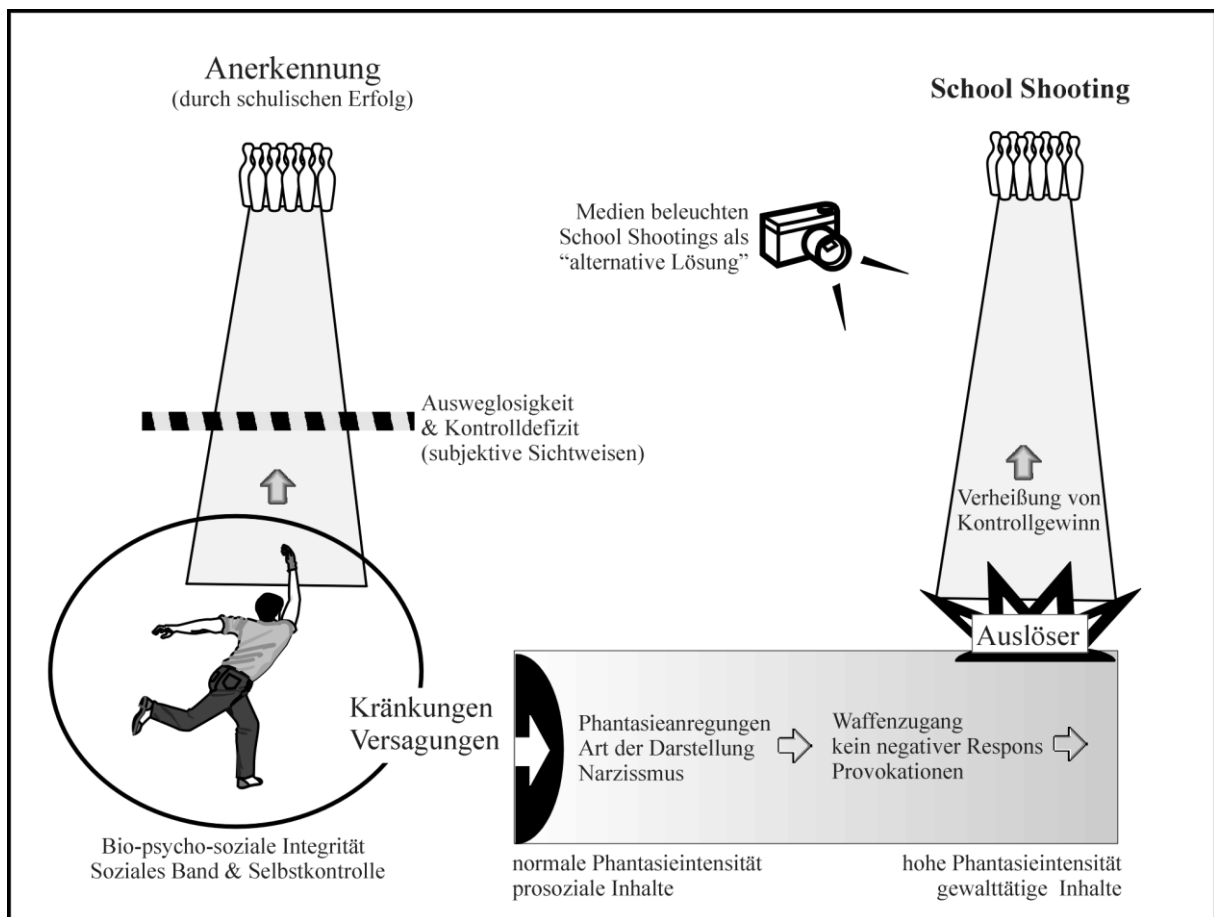 Anerkennung
(durch schulischen Erfolg)
School Shooting
Medien beleuchten
School Shootings als
“alternative Lösung”
Ausweglosigkeit
& Kontrolldefizit
(subjektive Sichtweisen)
Verheißung von
Kontrollgewinn
Auslöser
Kränkungen
Versagungen
Phantasieanregungen
Art der Darstellung
Narzissmus
Waffenzugang
kein negativer Respons
Provokationen
Bio-psycho-soziale Integrität
Soziales Band & Selbstkontrolle
normale Phantasieintensität
prosoziale Inhalte
hohe Phantasieintensität
gewalttätige Inhalte